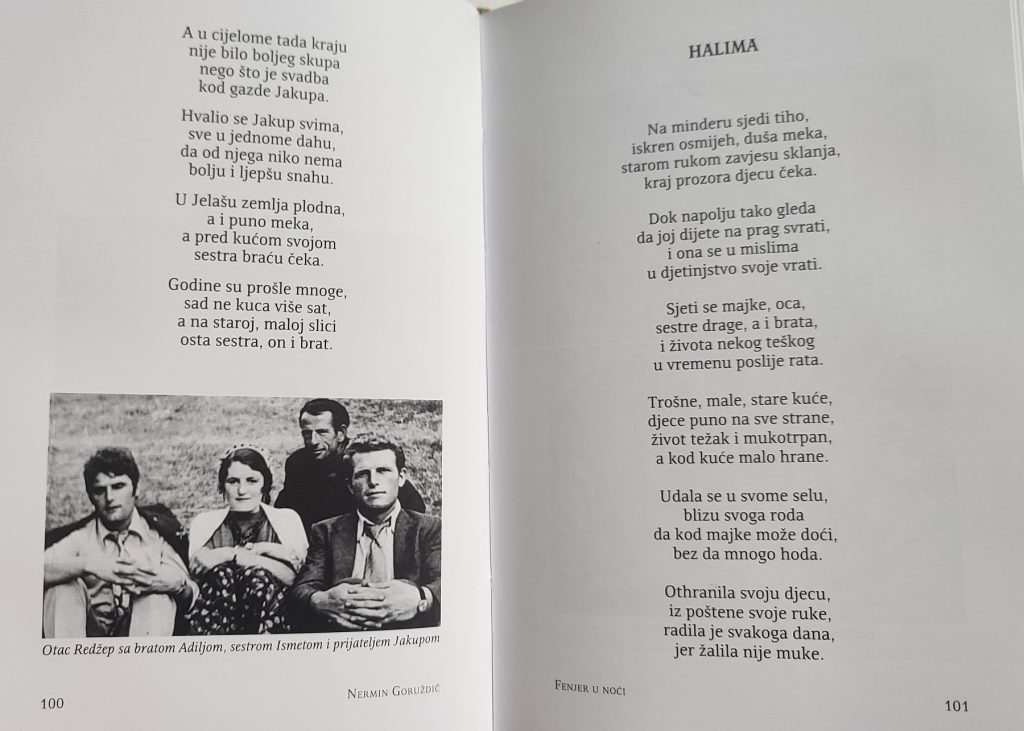 A u cijelome tada kraju
nije bilo boljeg skupa
nego što je svadba
kod gazde Jakupa.
Hvalio se Jakup svima,
sve u jednome dahu,
da od njega niko nema
bolju i ljepšu snahu.
U Jelašu zemlja plodna,
a i puno meka,
a pred kućom svojom
sestra braću čeka.
Godine su prošle mnoge,
sad ne kuca više sat,
a na staroj, maloj slici
osta sestra, on i brat.
Otac Redžep sa bratom Adiljom, sestrom Ismetom i prijateljem Jakupom
100
Nermin Goruždić
HALIMA
Na minderu sjedi tiho,
iskren osmijeh, duša meka,
starom rukom zavjesu sklanja,
kraj prozora djecu čeka.
Dok napolju tako gleda
da joj dijete na prag svrati,
i ona se u mislima
u djetinjstvo svoje vrati.
Sjeti se majke, oca,
sestre drage, a i brata,
i života nekog teškog
u vremenu poslije rata.
Trošne, male, stare kuće,
djece puno na sve strane,
život težak i mukotrpan,
a kod kuće malo hrane.
Udala se u svome selu,
blizu svoga roda
da kod majke može doći,
bez da mnogo hoda.
Othranila svoju djecu,
iz poštene svoje ruke,
radila je svakoga dana,
jer žalila nije muke.
Fenjer u noći
101